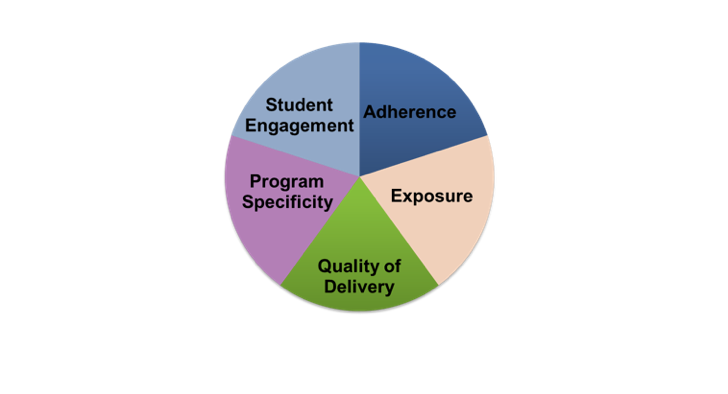 Student
Engagement
Adherence
Program
Specificity
Exposure
Quality of
Delivery